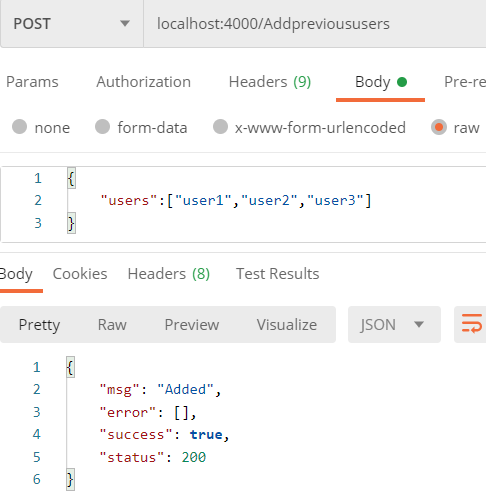 POST localhost:4000/Addprevioususers
Params Authorization Headers (9) Body Pre-re
none form-data x-www-form-urlencoded raw
1 {
2 "users":["user1","user2","user3"]
3 }
Body Cookies Headers (8) Test Results
Pretty Raw Preview Visualize JSON
1 {
2 "msg": "Added",
3 "error": [],
4 "success": true,
5 "status": 200
6 }